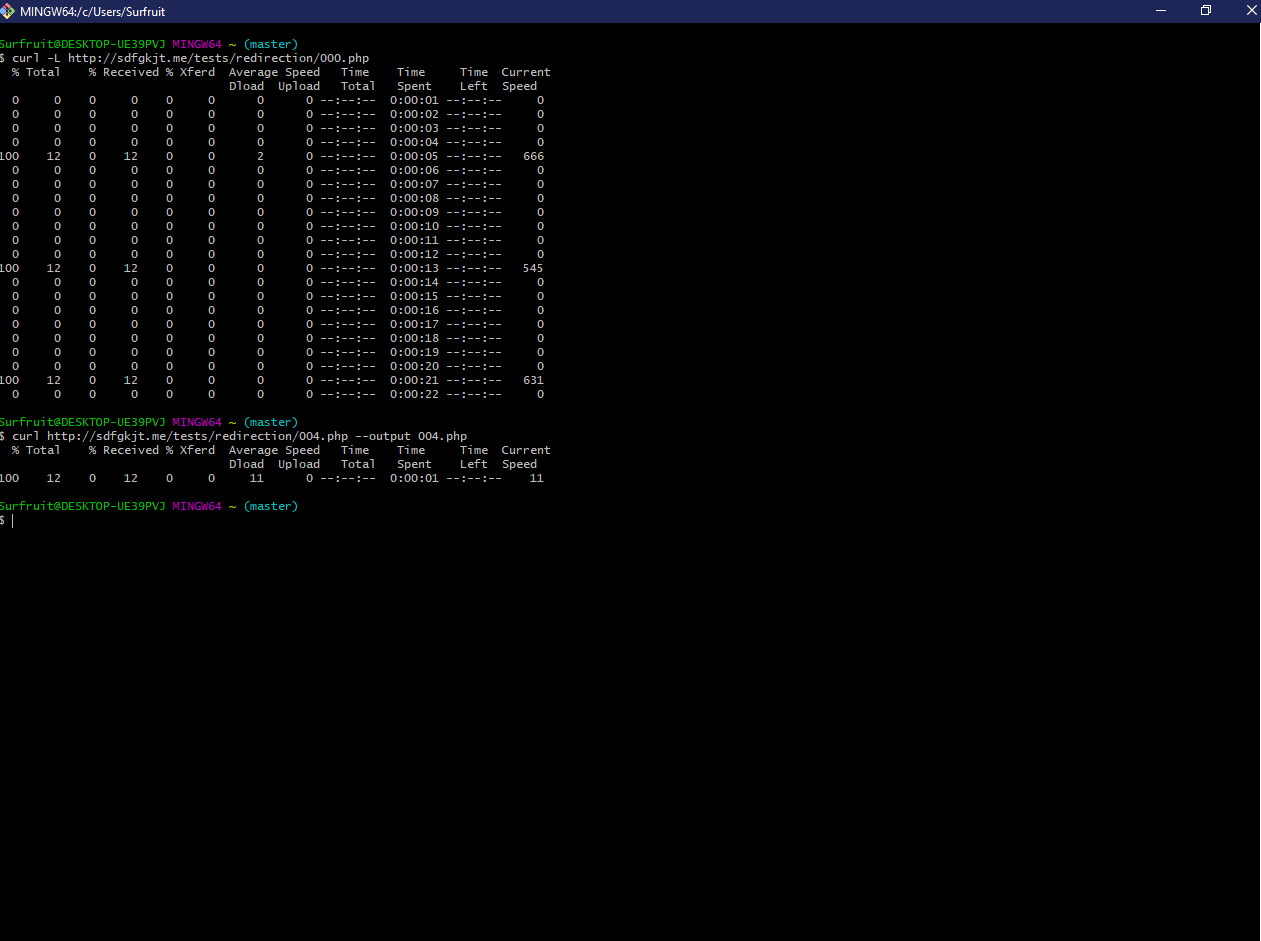 MINGW64:/c/Users/Surfruit
Surfruit@DESKTOP-UE39PVJ MINGW64 ~ (master)
$ curl -L http://sdfgkjt.me/tests/redirection/000.php
% Total % Received % Xferd Average Speed Time Time Time Current
Dload Upload Total Spent Left Speed
0 0 0 0 0 0 0 0 --:--:-- 0:00:01 --:--:-- 0
0 0 0 0 0 0 0 0 --:--:-- 0:00:02 --:--:-- 0
0 0 0 0 0 0 0 0 --:--:-- 0:00:03 --:--:-- 0
0 0 0 0 0 0 0 0 --:--:-- 0:00:04 --:--:-- 0
100 12 0 12 0 0 2 0 --:--:-- 0:00:05 --:--:-- 666
0 0 0 0 0 0 0 0 --:--:-- 0:00:06 --:--:-- 0
0 0 0 0 0 0 0 0 --:--:-- 0:00:07 --:--:-- 0
0 0 0 0 0 0 0 0 --:--:-- 0:00:08 --:--:-- 0
0 0 0 0 0 0 0 0 --:--:-- 0:00:09 --:--:-- 0
0 0 0 0 0 0 0 0 --:--:-- 0:00:10 --:--:-- 0
0 0 0 0 0 0 0 0 --:--:-- 0:00:11 --:--:-- 0
0 0 0 0 0 0 0 0 --:--:-- 0:00:12 --:--:-- 0
100 12 0 12 0 0 0 0 --:--:-- 0:00:13 --:--:-- 545
0 0 0 0 0 0 0 0 --:--:-- 0:00:14 --:--:-- 0
0 0 0 0 0 0 0 0 --:--:-- 0:00:15 --:--:-- 0
0 0 0 0 0 0 0 0 --:--:-- 0:00:16 --:--:-- 0
0 0 0 0 0 0 0 0 --:--:-- 0:00:17 --:--:-- 0
0 0 0 0 0 0 0 0 --:--:-- 0:00:18 --:--:-- 0
0 0 0 0 0 0 0 0 --:--:-- 0:00:19 --:--:-- 0
0 0 0 0 0 0 0 0 --:--:-- 0:00:20 --:--:-- 0
100 12 0 12 0 0 0 0 --:--:-- 0:00:21 --:--:-- 631
0 0 0 0 0 0 0 0 --:--:-- 0:00:22 --:--:-- 0
Surfruit@DESKTOP-UE39PVJ MINGW64 ~ (master)
$ curl http://sdfgkjt.me/tests/redirection/004.php --output 004.php
% Total % Received % Xferd Average Speed Time Time Time Current
Dload Upload Total Spent Left Speed
100 12 0 12 0 0 11 0 --:--:-- 0:00:01 --:--:-- 11
Surfruit@DESKTOP-UE39PVJ MINGW64 ~ (master)
$